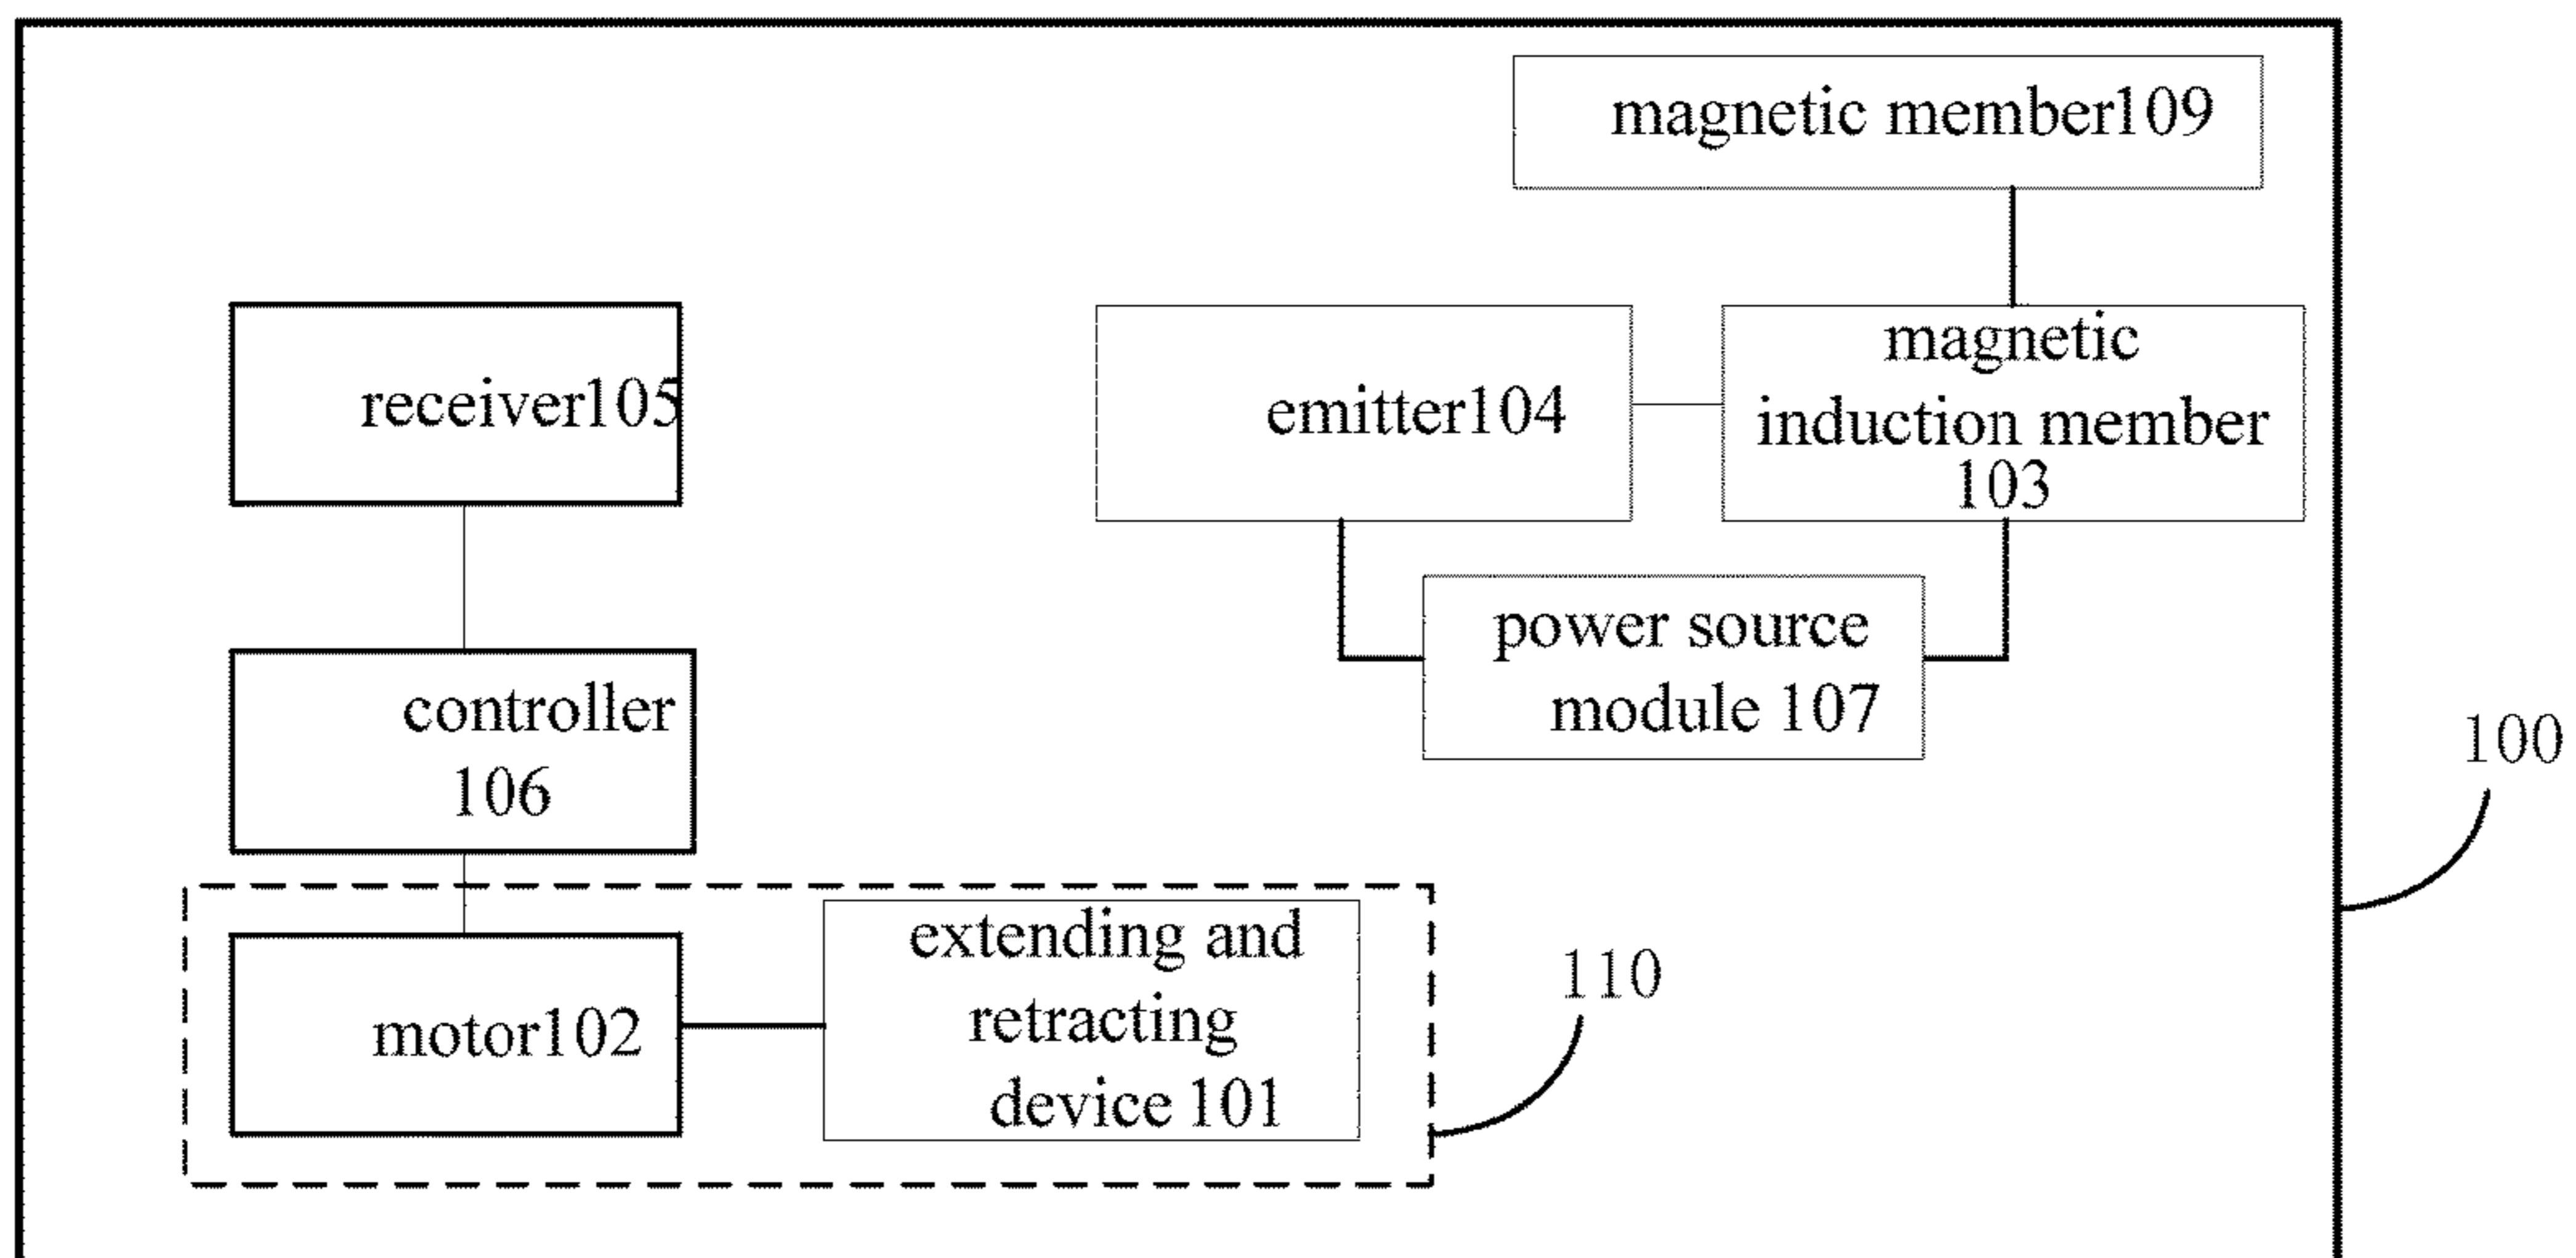 magnetic member109
receiver105
emitter104
magnetic
induction member
103
power source
module 107
controller
106
100
motor102
extending and
retracting
device 101
110